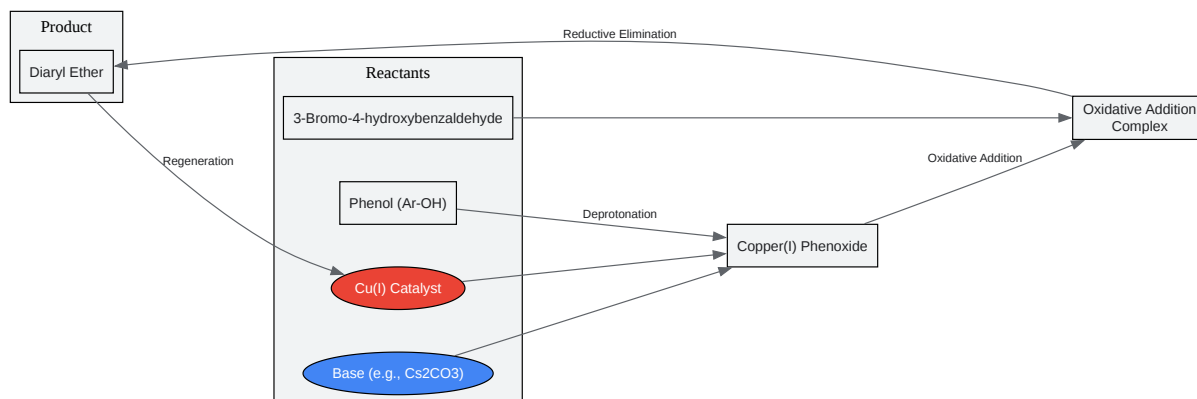 Product
Diaryl Ether
Reductive Elimination
Reactants
3-Bromo-4-hydroxybenzaldehyde
Oxidative Addition
Complex
Regeneration
Oxidative Addition
Phenol (Ar-OH)
Deprotonation
Copper(I) Phenoxide
Cu(I) Catalyst
Base (e.g., Cs2CO3)